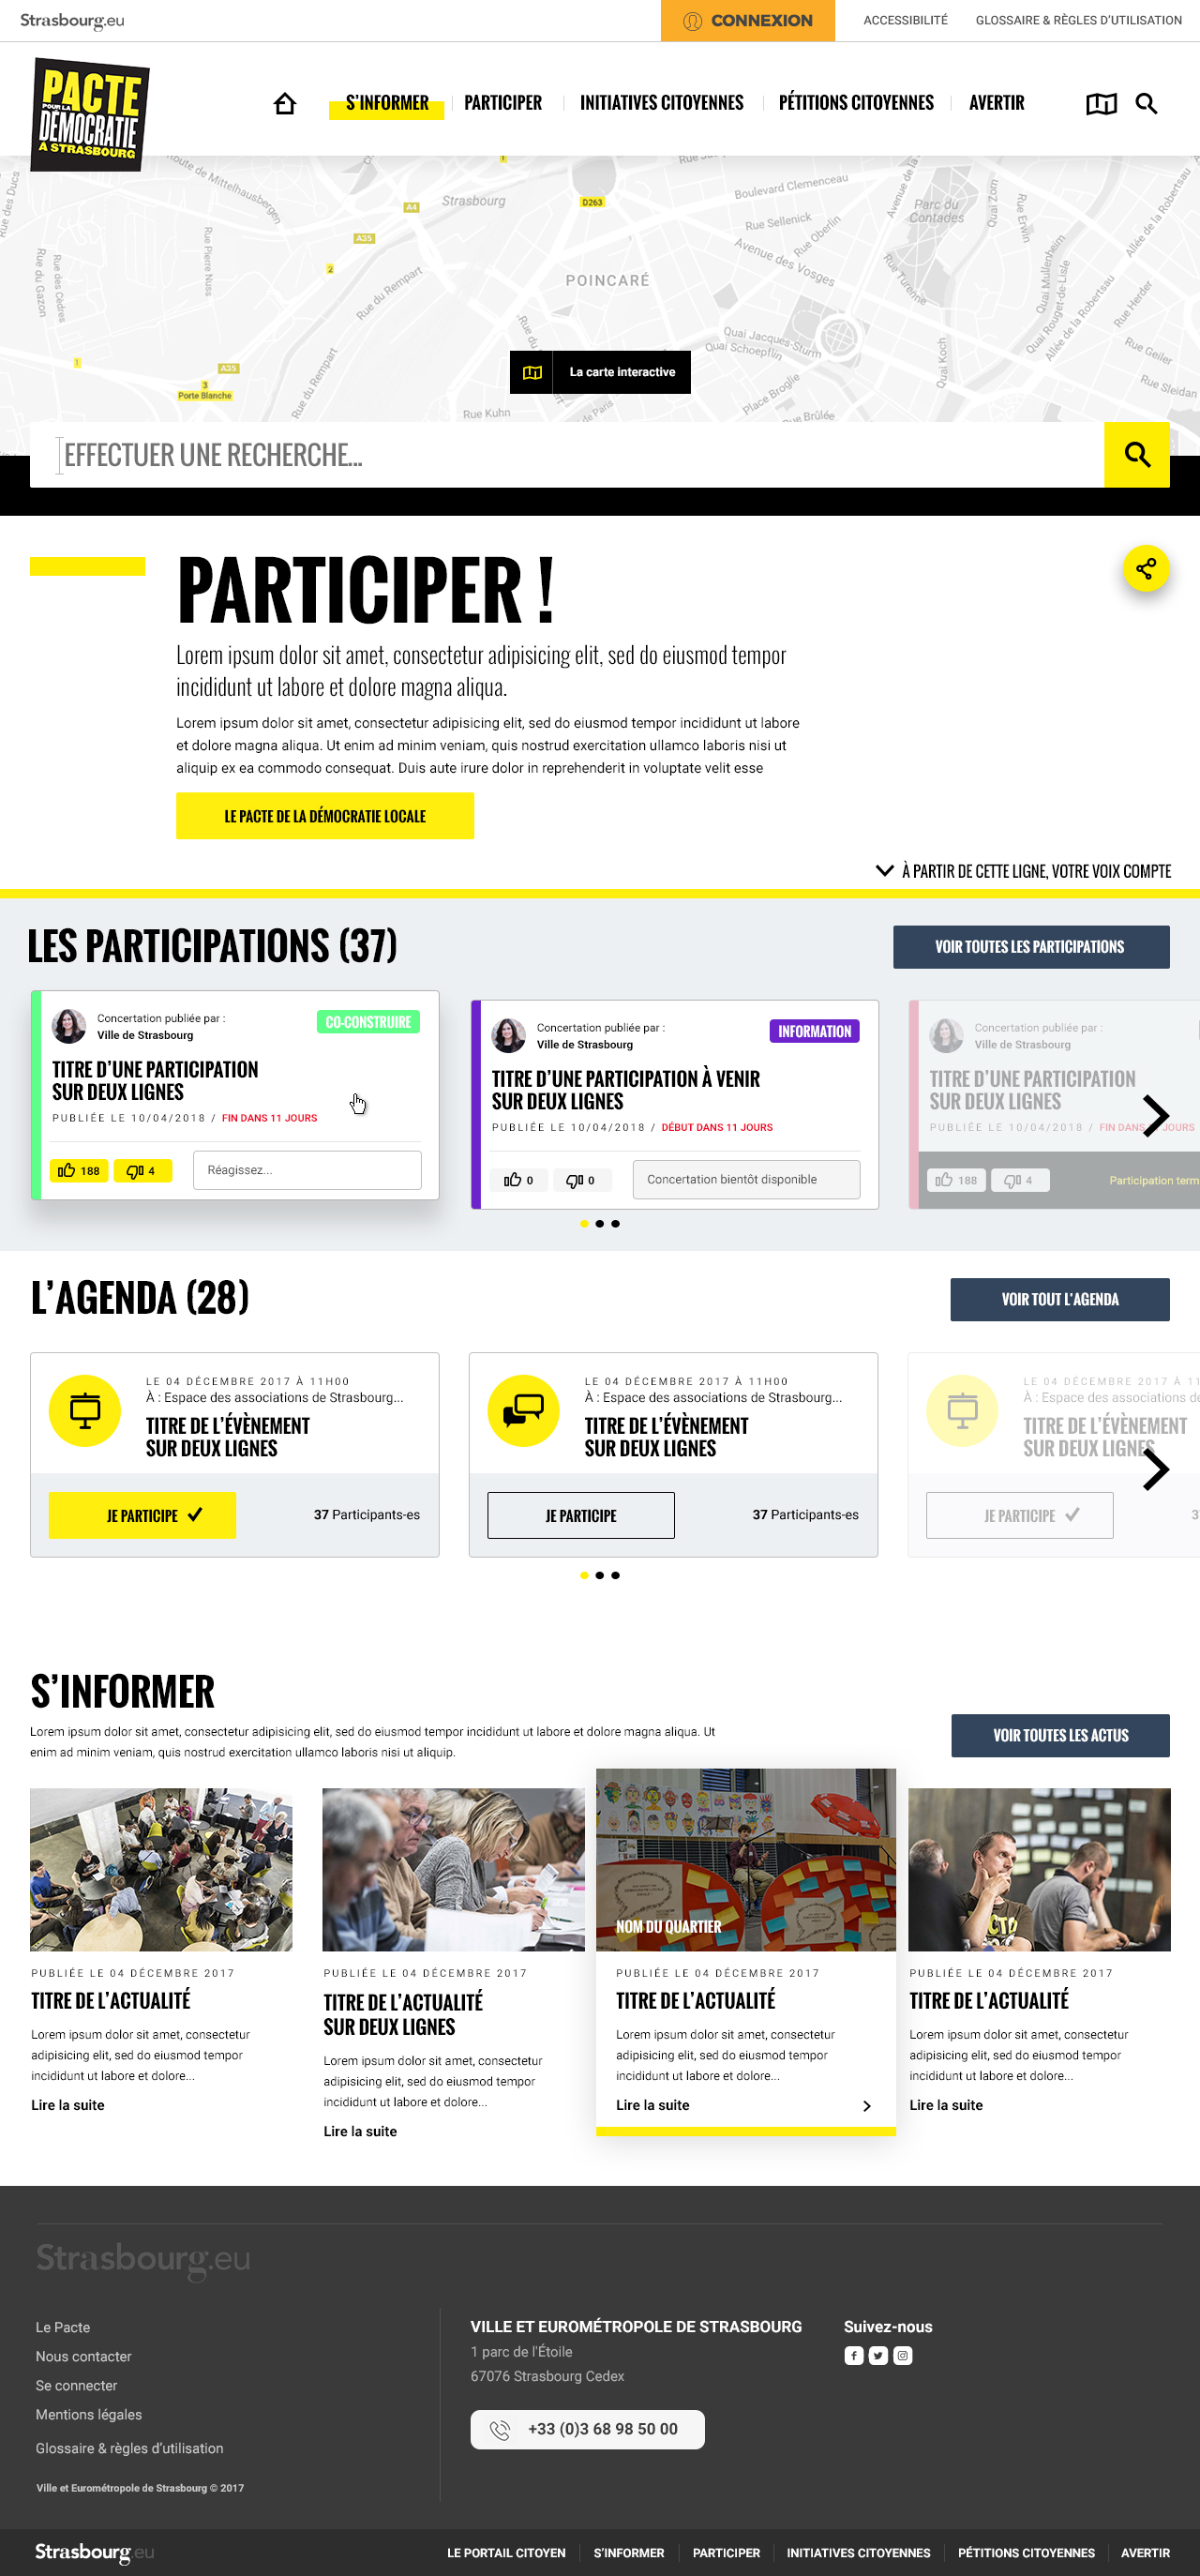 Strasbourg.eu
CONNEXION
ACCESSIBILITÉ
GLOSSAIRE & RÈGLES D'UTILISATION
PACTE
POUR LA
DÉMOCRATIE
À STRASBOURG
S'INFORMER
PARTICIPER
INITIATIVES CITOYENNES
PÉTITIONS CITOYENNES
AVERTIR
Rue des Ducs
Route de Mittelhausbergen
Strasbourg
A4
D263
Boulevard Clemenceau
Rue Sellenick
Rue Oberlin
Avenue des Vosges
Parc du
Contades
Quai Zorn
Rue Erwin
Allée de la Robertsau
A35
2
Rue du Gazon
Rue des Cèdres
Rue Pierre Nuss
Rue du Rempart
POINCARÉ
Rue Turenne
Quai Mullenheim
Quai Rouget-de-Lisle
Allée de la Robertsau
Rue Herder
Quai Jacques-Sturm
Quai Schoepflin
Quai Koch
Rue Geiler
Rue Sleidan
1
A35
3
Porte Blanche
Rue du Rempart
Rue Kuhn
Place Broglie
Rue Brûlée
La carte interactive
EFFECTUER UNE RECHERCHE...
PARTICIPER !
Lorem ipsum dolor sit amet, consectetur adipisicing elit, sed do eiusmod tempor
incididunt ut labore et dolore magna aliqua.
Lorem ipsum dolor sit amet, consectetur adipisicing elit, sed do eiusmod tempor incididunt ut labore
et dolore magna aliqua. Ut enim ad minim veniam, quis nostrud exercitation ullamco laboris nisi ut
aliquip ex ea commodo consequat. Duis aute irure dolor in reprehenderit in voluptate velit esse
LE PACTE DE LA DÉMOCRATIE LOCALE
À PARTIR DE CETTE LIGNE, VOTRE VOIX COMPTE
LES PARTICIPATIONS (37)
VOIR TOUTES LES PARTICIPATIONS
Concertation publiée par :
Ville de Strasbourg
CO-CONSTRUIRE
TITRE D'UNE PARTICIPATION
SUR DEUX LIGNES
PUBLIÉE LE 10/04/2018 / FIN DANS 11 JOURS
188
4
Réagissez...
Concertation publiée par :
Ville de Strasbourg
INFORMATION
TITRE D'UNE PARTICIPATION À VENIR
SUR DEUX LIGNES
PUBLIÉE LE 10/04/2018 / DÉBUT DANS 11 JOURS
0
0
Concertation bientôt disponible
Concertation publiée par :
Ville de Strasbourg
TITRE D'UNE PARTICIPATION
SUR DEUX LIGNES
PUBLIÉE LE 10/04/2018 / FIN DANS 11 JOURS
188
4
Participation term
L'AGENDA (28)
VOIR TOUT L'AGENDA
LE 04 DÉCEMBRE 2017 À 11H00
À : Espace des associations de Strasbourg...
TITRE DE L'ÉVÈNEMENT
SUR DEUX LIGNES
JE PARTICIPE
37 Participants-es
LE 04 DÉCEMBRE 2017 À 11H00
À : Espace des associations de Strasbourg...
TITRE DE L'ÉVÈNEMENT
SUR DEUX LIGNES
JE PARTICIPE
37 Participants-es
LE 04 DÉCEMBRE 2017 À 11
À : Espace des associations de
TITRE DE L'ÉVÈNEMENT
SUR DEUX LIGNES
JE PARTICIPE
3
S'INFORMER
Lorem ipsum dolor sit amet, consectetur adipisicing elit, sed do eiusmod tempor incididunt ut labore et dolore magna aliqua. Ut
enim ad minim veniam, quis nostrud exercitation ullamco laboris nisi ut aliquip.
VOIR TOUTES LES ACTUS
NOM DU QUARTIER
PUBLIÉE LE 04 DÉCEMBRE 2017
TITRE DE L'ACTUALITÉ
Lorem ipsum dolor sit amet, consectetur
adipisicing elit, sed do eiusmod tempor
incididunt ut labore et dolore...
Lire la suite
PUBLIÉE LE 04 DÉCEMBRE 2017
TITRE DE L'ACTUALITÉ
SUR DEUX LIGNES
Lorem ipsum dolor sit amet, consectetur
adipisicing elit, sed do eiusmod tempor
incididunt ut labore et dolore...
Lire la suite
PUBLIÉE LE 04 DÉCEMBRE 2017
TITRE DE L'ACTUALITÉ
Lorem ipsum dolor sit amet, consectetur
adipisicing elit, sed do eiusmod tempor
incididunt ut labore et dolore...
Lire la suite
PUBLIÉE LE 04 DÉCEMBRE 2017
TITRE DE L'ACTUALITÉ
Lorem ipsum dolor sit amet, consectetur
adipisicing elit, sed do eiusmod tempor
incididunt ut labore et dolore...
Lire la suite
Strasbourg.eu
Le Pacte
Nous contacter
Se connecter
Mentions légales
Glossaire & règles d'utilisation
Ville et Eurométropole de Strasbourg © 2017
VILLE ET EUROMÉTROPOLE DE STRASBOURG
1 parc de l'Étoile
67076 Strasbourg Cedex
+33 (0)3 68 98 50 00
Suivez-nous
Strasbourg.eu
LE PORTAIL CITOYEN
S'INFORMER
PARTICIPER
INITIATIVES CITOYENNES
PÉTITIONS CITOYENNES
AVERTIR